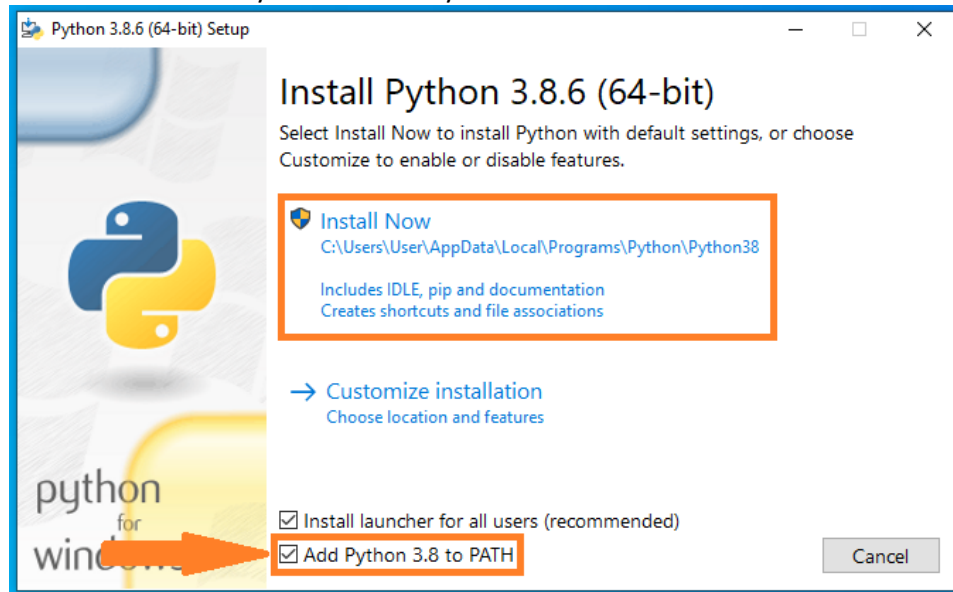 Python 3.8.6 (64-bit) Setup
Install Python 3.8.6 (64-bit)
Select Install Now to install Python with default settings, or choose
Customize to enable or disable features.
Install Now
C:\Users\User\AppData\Local\Programs\Python\Python38
Includes IDLE, pip and documentation
Creates shortcuts and file associations
Customize installation
Choose location and features
python
for
Install launcher for all users (recommended)
Add Python 3.8 to PATH
Cancel